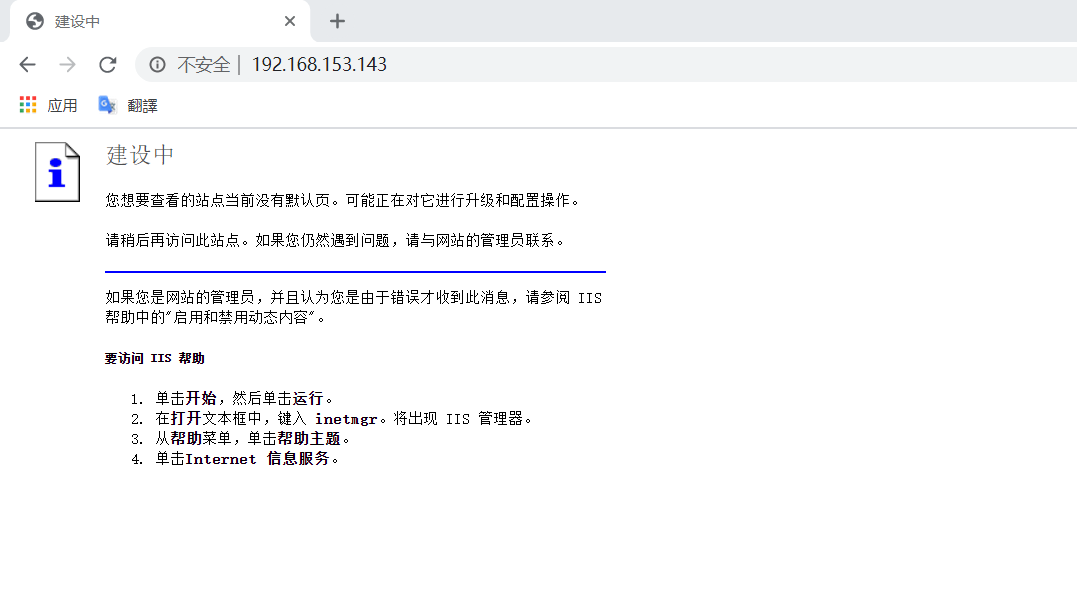 建设中
不安全 | 192.168.153.143
应用 翻譯
建设中
您想要查看的站点当前没有默认页。可能正在对它进行升级和配置操作。
请稍后再访问此站点。如果您仍然遇到问题，请与网站的管理员联系。
如果您是网站的管理员，并且认为您是由于错误才收到此消息，请参阅 IIS
帮助中的"启用和禁用动态内容"。
要访问 IIS 帮助
1. 单击开始，然后单击运行。
2. 在打开文本框中，键入 inetmgr。将出现 IIS 管理器。
3. 从帮助菜单，单击帮助主题。
4. 单击Internet 信息服务。